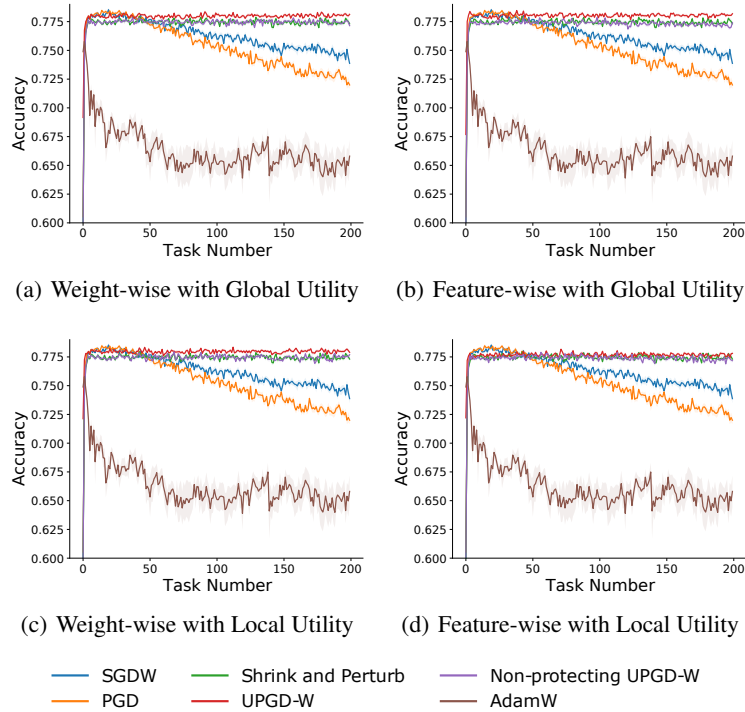 0.775
0.750
0.725
0.700
0.675
0.650
0.625
0.600
Accuracy
0 50 100 150 200
Task Number
(a) Weight-wise with Global Utility
0.775
0.750
0.725
0.700
0.675
0.650
0.625
0.600
Accuracy
0 50 100 150 200
Task Number
(b) Feature-wise with Global Utility
0.775
0.750
0.725
0.700
0.675
0.650
0.625
0.600
Accuracy
0 50 100 150 200
Task Number
(c) Weight-wise with Local Utility
0.775
0.750
0.725
0.700
0.675
0.650
0.625
0.600
Accuracy
0 50 100 150 200
Task Number
(d) Feature-wise with Local Utility
SGDW Shrink and Perturb Non-protecting UPGD-W
PGD UPGD-W AdamW